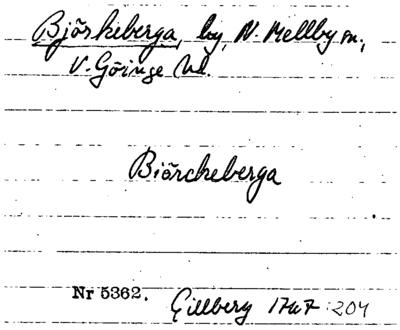 Björkeberga, by, N. Mellby sn,
V. Göinge hd.
Biörckeberga
Nr 5362.
Gillberg 1767: 204